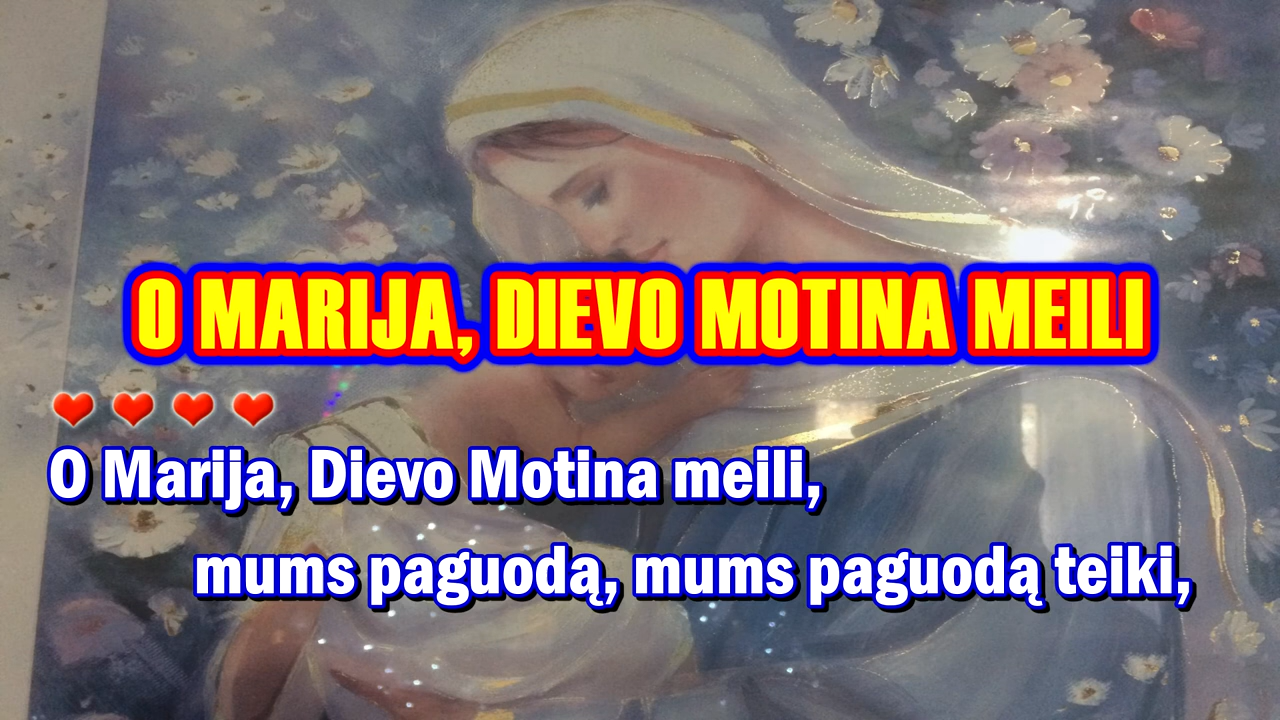 O MARIJA, DIEVO MOTINA MEILI
O Marija, Dievo Motina meili,
mums paguodą, mums paguodą teiki,